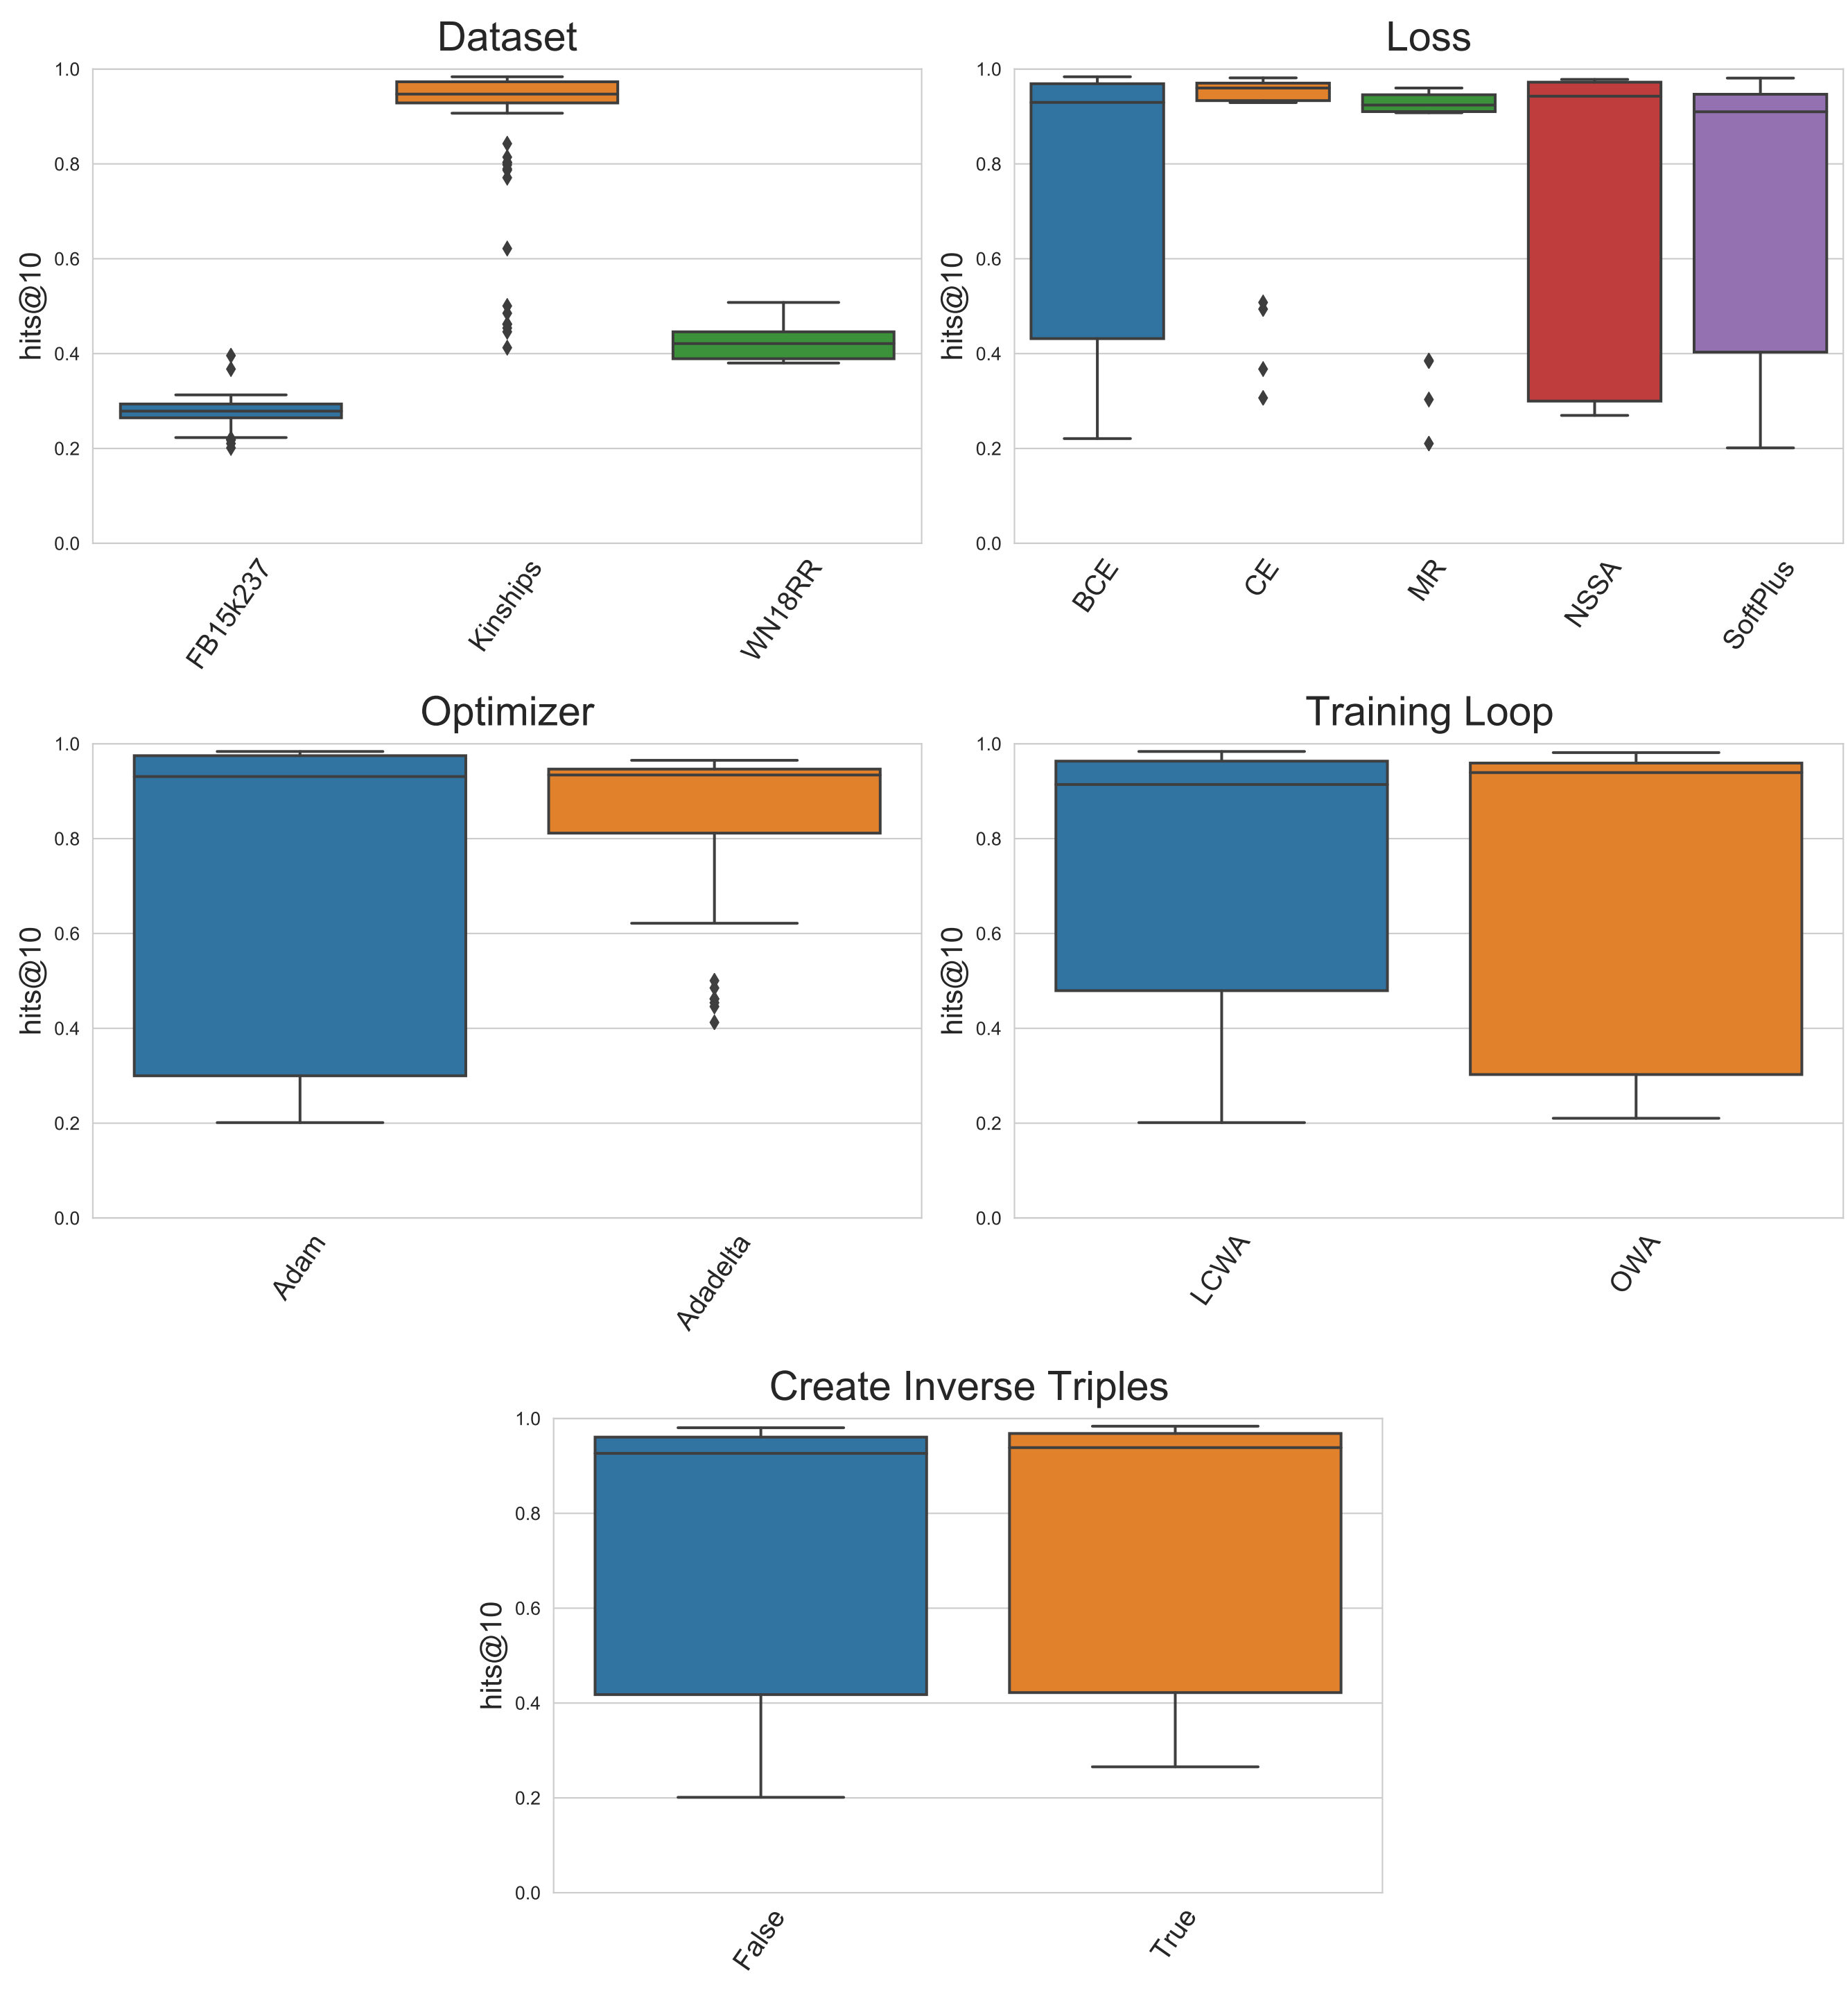 Dataset
1.0
0.8
0.6
0.4
0.2
0.0
hits@10
FB15k237
Kinships
WN18RR
Loss
1.0
0.8
0.6
0.4
0.2
0.0
hits@10
BCE
CE
MR
NSSA
SoftPlus
Optimizer
1.0
0.8
0.6
0.4
0.2
0.0
hits@10
Adam
Adadelta
Training Loop
1.0
0.8
0.6
0.4
0.2
0.0
hits@10
LCWA
OWA
Create Inverse Triples
1.0
0.8
0.6
0.4
0.2
0.0
hits@10
False
True